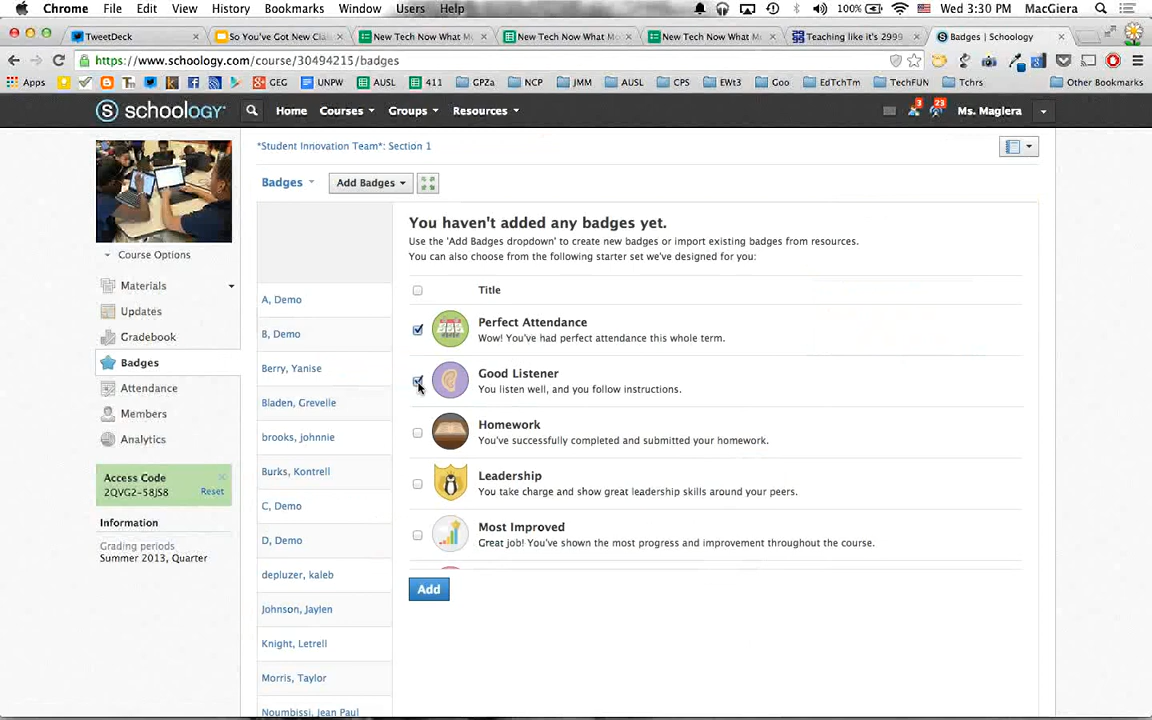 Chrome File Edit View History Bookmarks Window Users Help 100% Wed 3:30 PM MacGiera
TweetDeck So You've Got New Clas New Tech Now What Mo New Tech Now What Mo New Tech Now What Mo Teaching like it's 2999 Badges | Schoology
https://www.schoology.com/course/30494215/badges
Apps GEG UNPW AUSL 411 GPZa NCP JMM AUSL CPS EWt3 Goo EdTchTm TechFUN Tchrs Other Bookmarks
S schoology Home Courses Groups Resources 3 23 Ms. Magiera
*Student Innovation Team*: Section 1
Badges Add Badges
You haven't added any badges yet.
Use the 'Add Badges dropdown' to create new badges or import existing badges from resources.
You can also choose from the following starter set we've designed for you:
Title
Perfect Attendance
Wow! You've had perfect attendance this whole term.
Good Listener
You listen well, and you follow instructions.
Homework
You've successfully completed and submitted your homework.
Leadership
You take charge and show great leadership skills around your peers.
Most Improved
Great job! You've shown the most progress and improvement throughout the course.
Add
A, Demo
B, Demo
Berry, Yanise
Bladen, Grevelle
brooks, johnnie
Burks, Kontrell
C, Demo
D, Demo
depluzer, kaleb
Johnson, Jaylen
Knight, Letrell
Morris, Taylor
Noumbissi, Jean Paul
Course Options
Materials
Updates
Gradebook
Badges
Attendance
Members
Analytics
Access Code
2QVG2-58JS8 Reset
Information
Grading periods
Summer 2013, Quarter